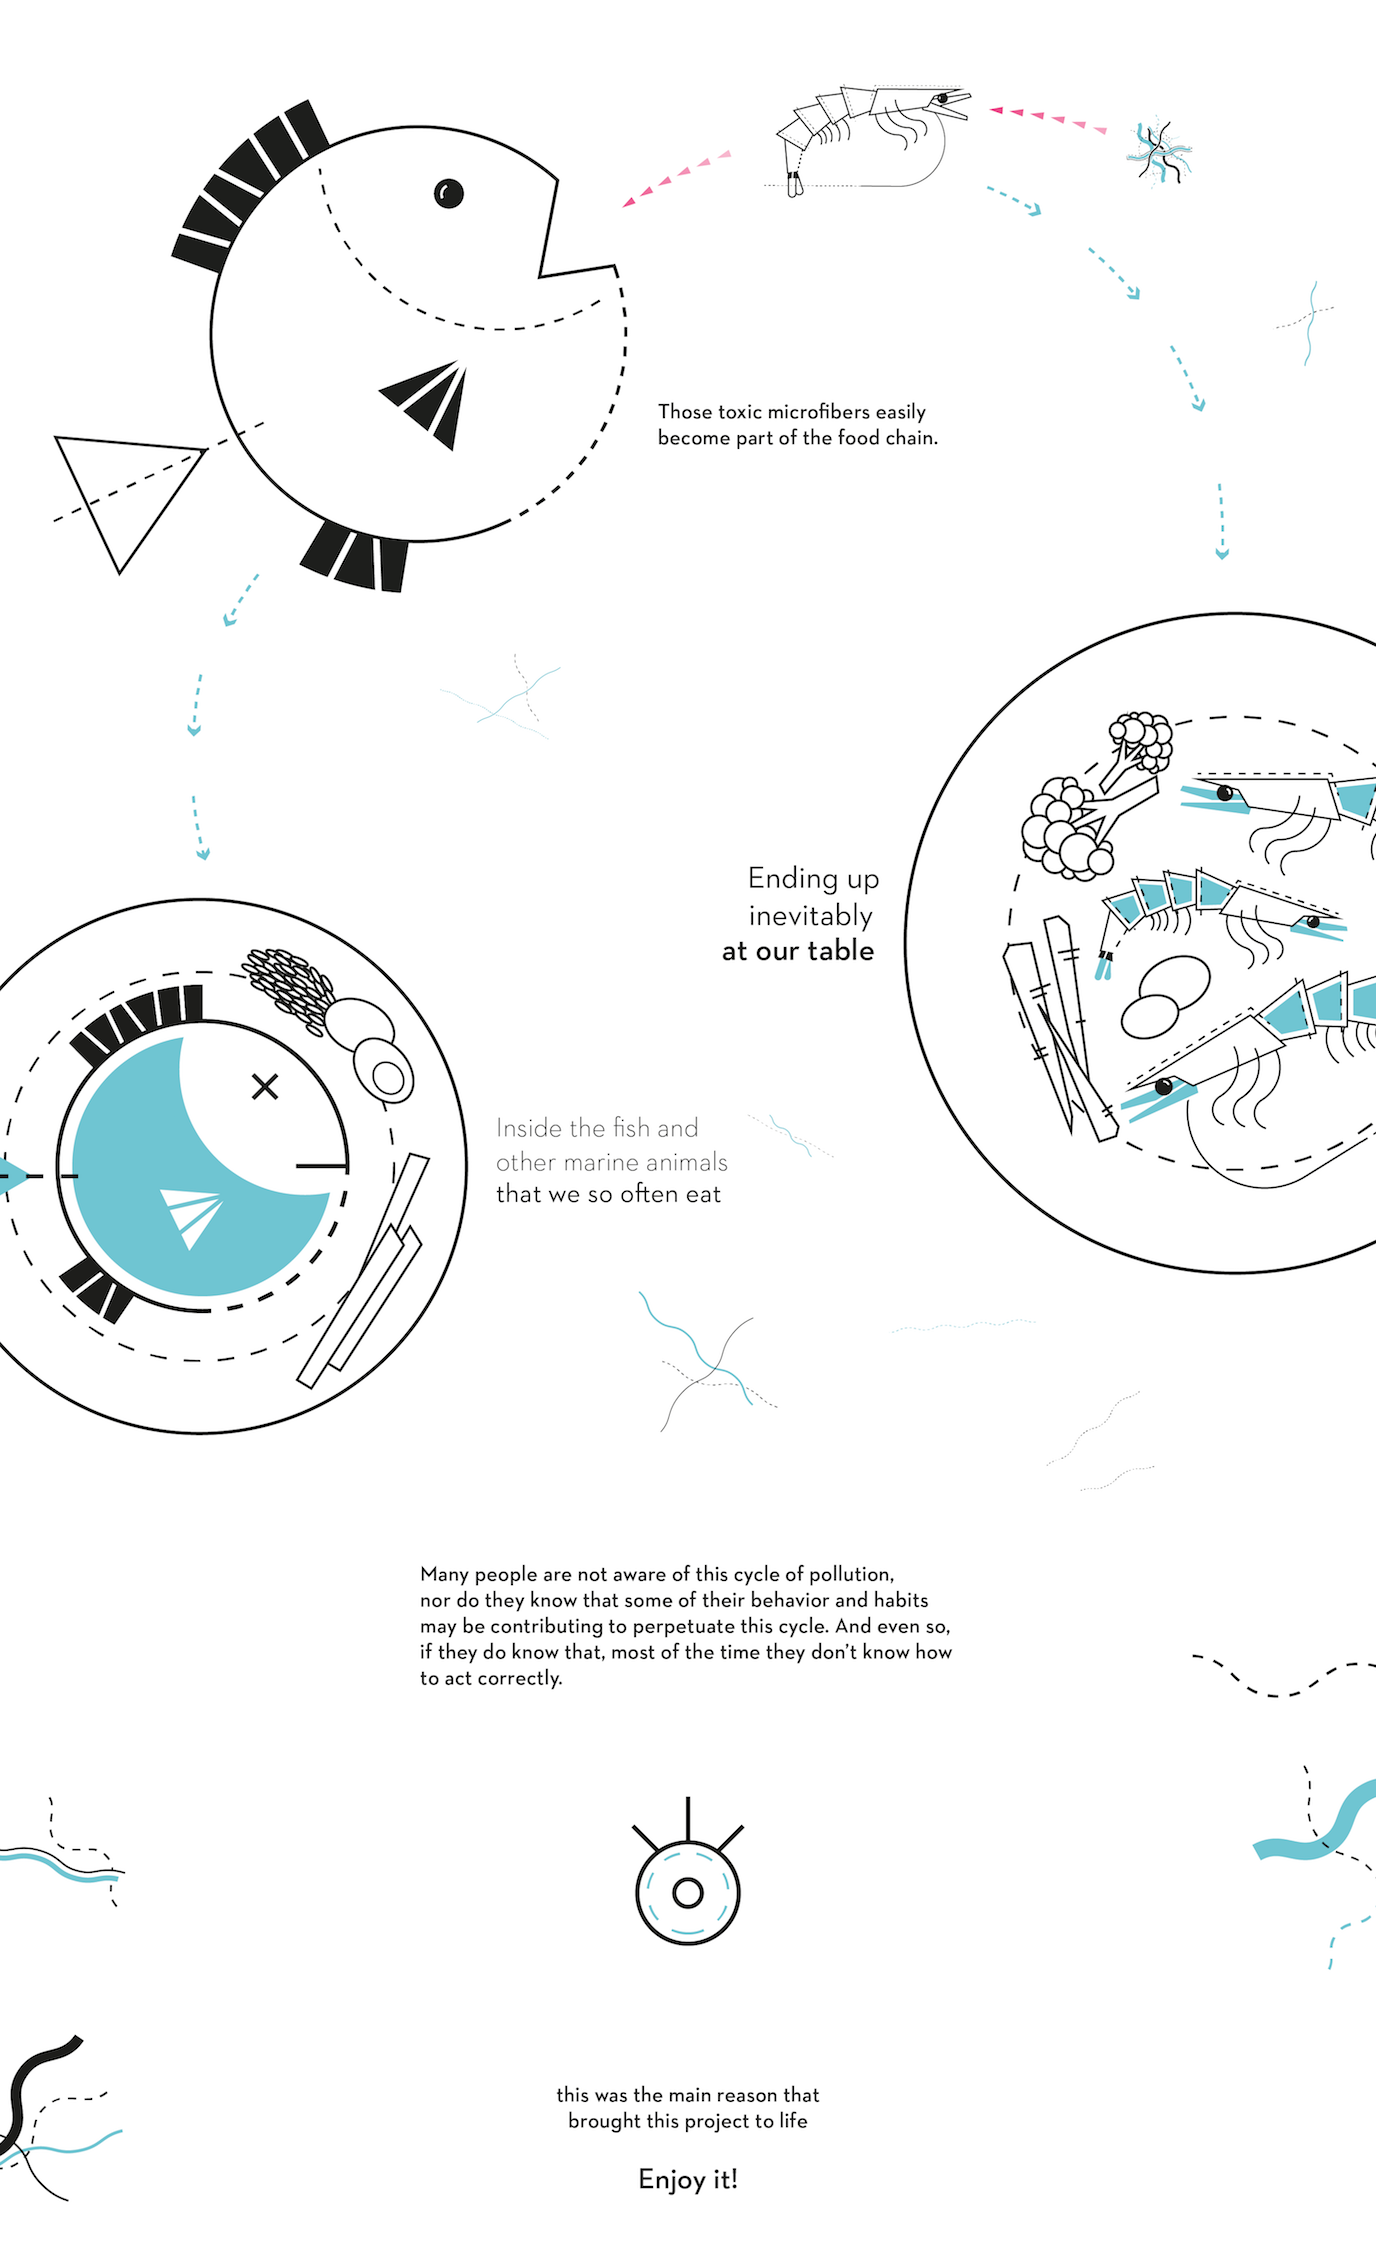 Those toxic microfibers easily
become part of the food chain.
Ending up
inevitably
at our table
Inside the fish and
other marine animals
that we so often eat
Many people are not aware of this cycle of pollution,
nor do they know that some of their behavior and habits
may be contributing to perpetuate this cycle. And even so,
if they do know that, most of the time they don't know how
to act correctly.
this was the main reason that
brought this project to life
Enjoy it!